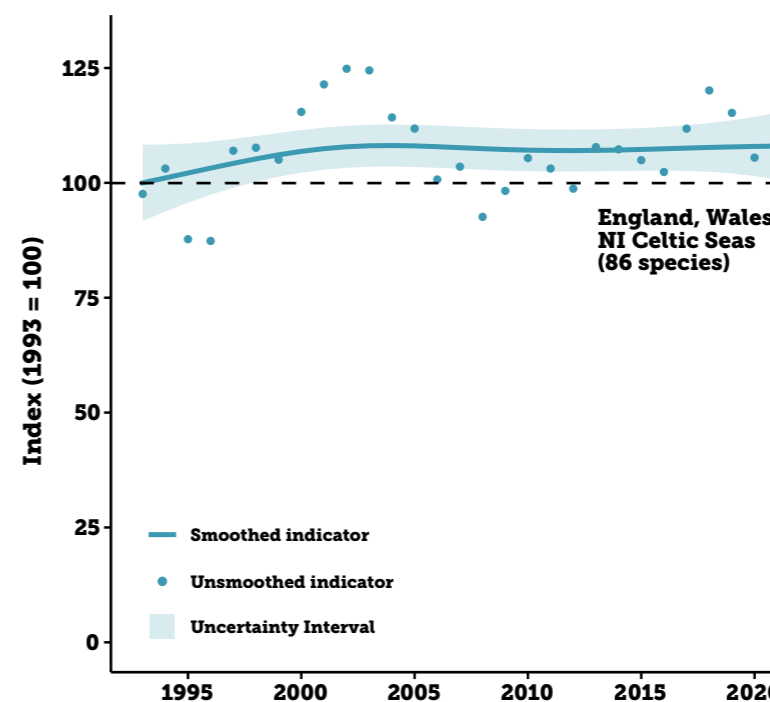 125
100
75
50
25
0
Index (1993 = 100)
England, Wales
NI Celtic Seas
(86 species)
Smoothed indicator
Unsmoothed indicator
Uncertainty Interval
1995 2000 2005 2010 2015